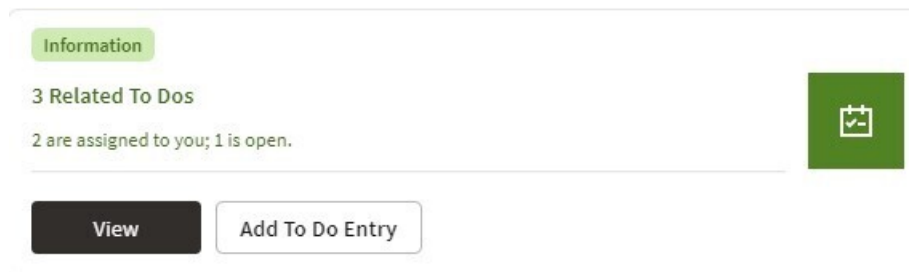 Information
3 Related To Dos
2 are assigned to you; 1 is open.
View
Add To Do Entry